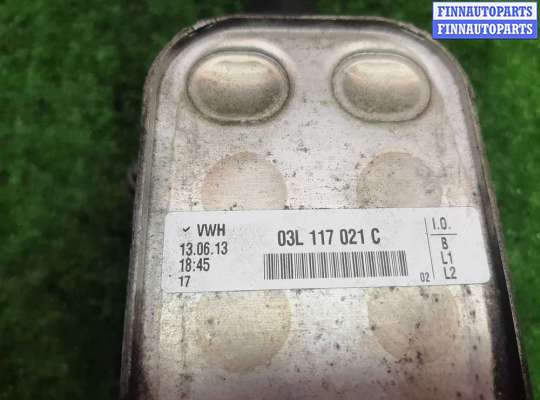 FINNAUTOPARTS
FINNAUTOPARTS
✓ VWH
13.06.13
18:45
17
03L 117 021 C
02
I.O.
B
L1
L2